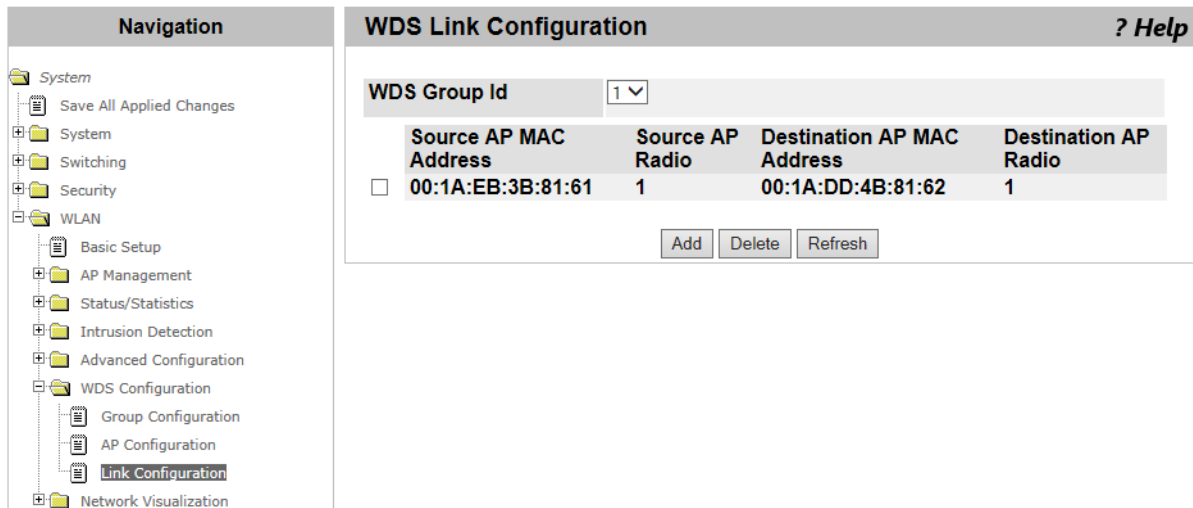 Navigation
System
Save All Applied Changes
System
Switching
Security
WLAN
Basic Setup
AP Management
Status/Statistics
Intrusion Detection
Advanced Configuration
WDS Configuration
Group Configuration
AP Configuration
Link Configuration
Network Visualization
WDS Link Configuration ? Help
WDS Group Id 1
Source AP MAC Address Source AP Radio Destination AP MAC Address Destination AP Radio
00:1A:EB:3B:81:61 1 00:1A:DD:4B:81:62 1
Add Delete Refresh